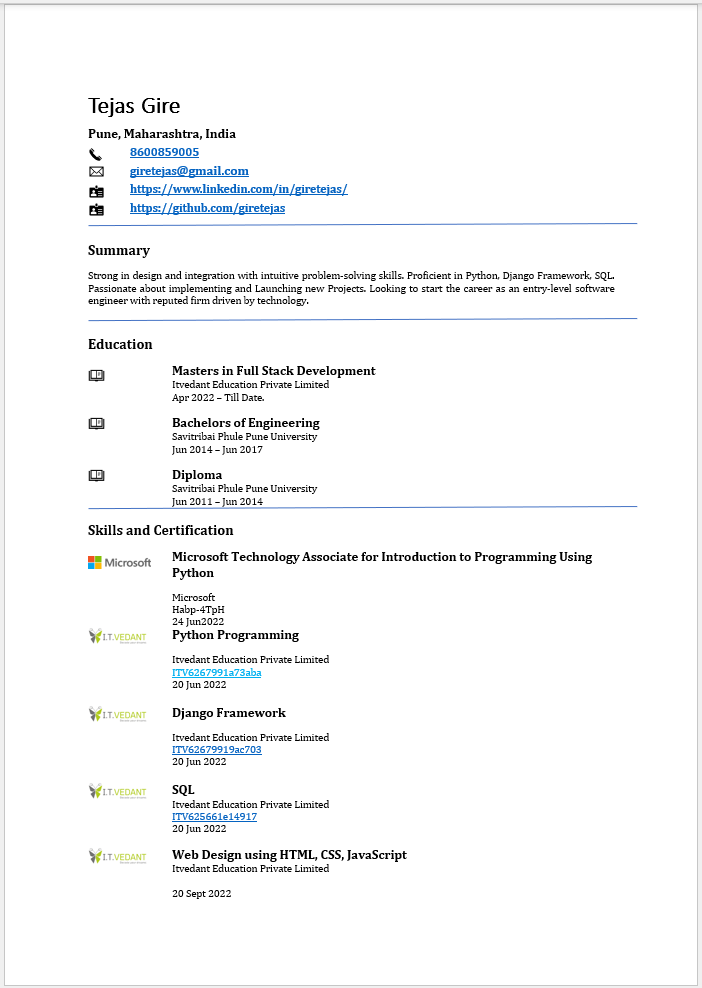 Tejas Gire
Pune, Maharashtra, India
8600859005
giretejas@gmail.com
https://www.linkedin.com/in/giretejas/
https://github.com/giretejas
Summary
Strong in design and integration with intuitive problem-solving skills. Proficient in Python, Django Framework, SQL.
Passionate about implementing and Launching new Projects. Looking to start the career as an entry-level software
engineer with reputed firm driven by technology.
Education
Masters in Full Stack Development
Itvedant Education Private Limited
Apr 2022 – Till Date.
Bachelors of Engineering
Savitribai Phule Pune University
Jun 2014 – Jun 2017
Diploma
Savitribai Phule Pune University
Jun 2011 – Jun 2014
Skills and Certification
Microsoft
Microsoft Technology Associate for Introduction to Programming Using
Python
Microsoft
Habp-4TpH
24 Jun2022
I.T.VEDANT
Python Programming
Itvedant Education Private Limited
ITV6267991a73aba
20 Jun 2022
I.T.VEDANT
Django Framework
Itvedant Education Private Limited
ITV62679919ac703
20 Jun 2022
I.T.VEDANT
SQL
Itvedant Education Private Limited
ITV625661e14917
20 Jun 2022
I.T.VEDANT
Web Design using HTML, CSS, JavaScript
Itvedant Education Private Limited
20 Sept 2022